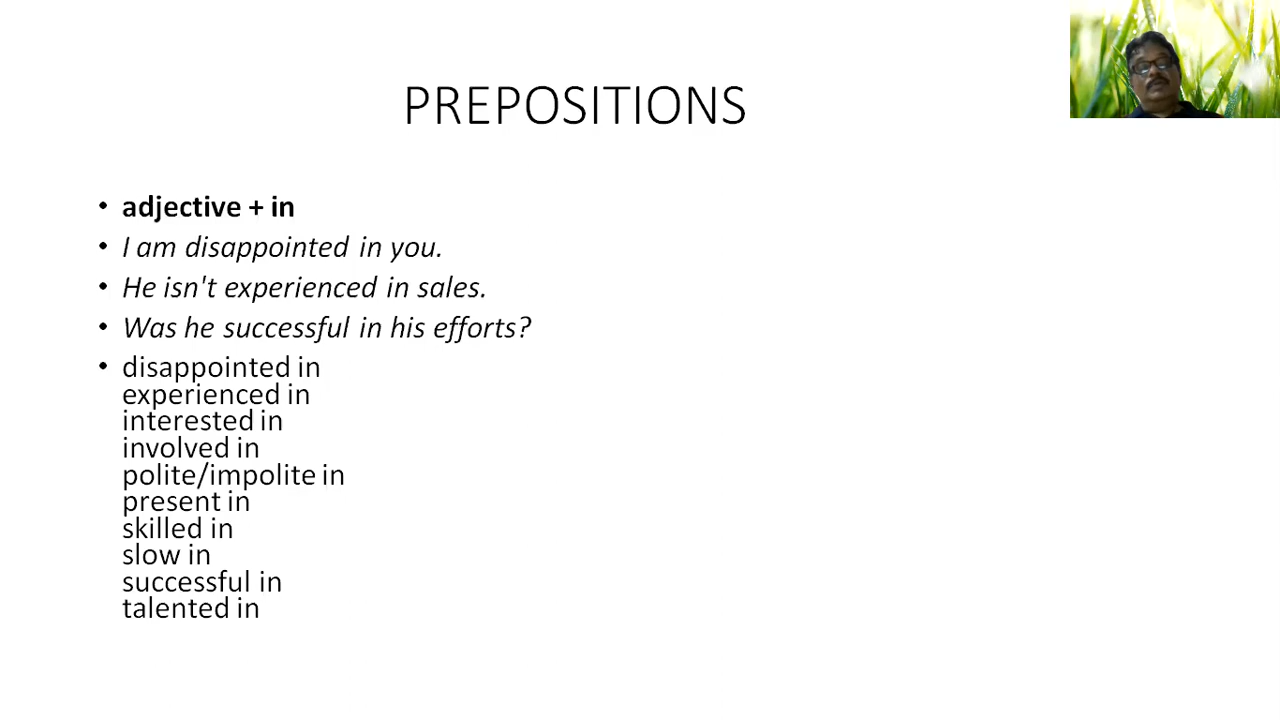 PREPOSITIONS
• adjective + in
• I am disappointed in you.
• He isn't experienced in sales.
• Was he successful in his efforts?
• disappointed in
experienced in
interested in
involved in
polite/impolite in
present in
skilled in
slow in
successful in
talented in